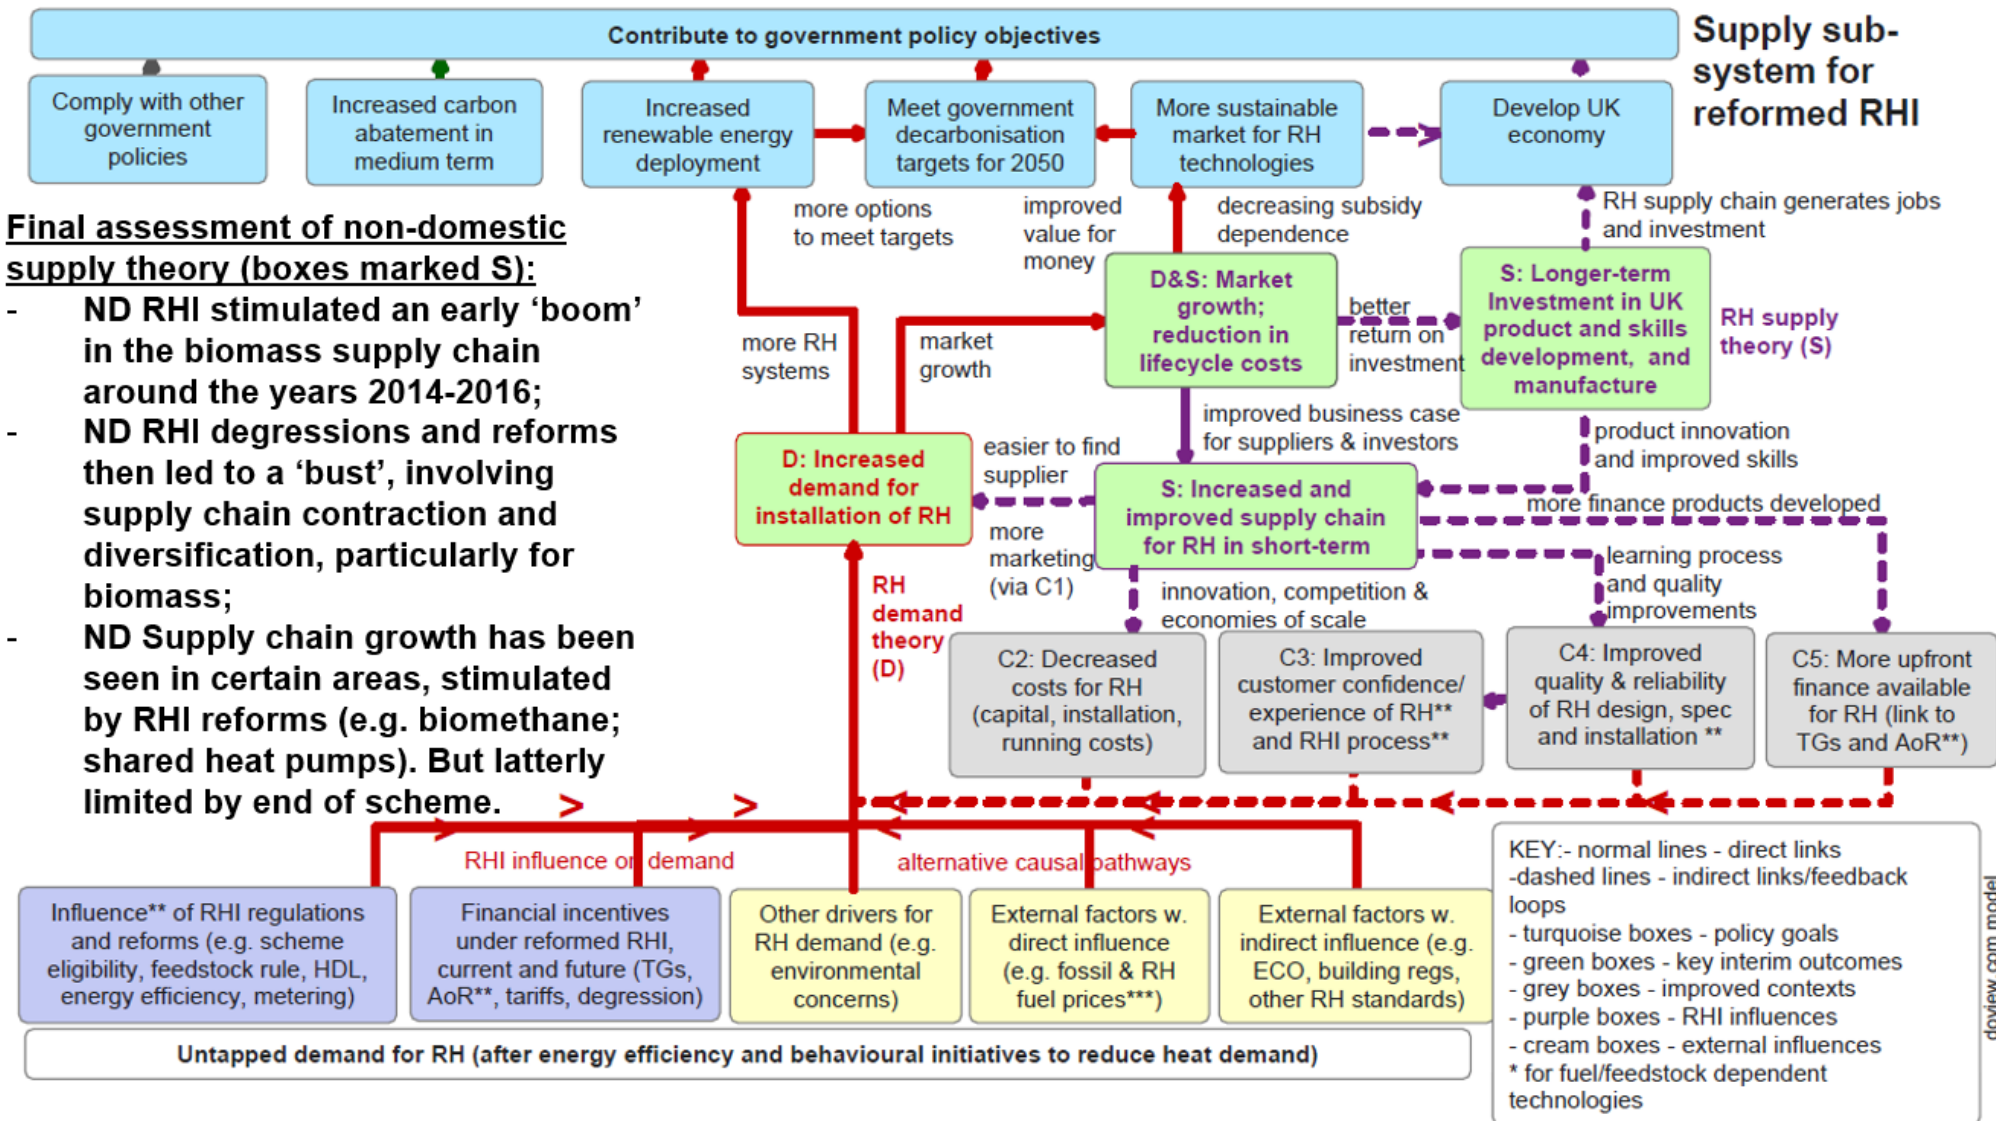 Contribute to government policy objectives
Supply sub-
system for
reformed RHI
Comply with other
government
policies
Increased carbon
abatement in
medium term
Increased
renewable energy
deployment
Meet government
decarbonisation
targets for 2050
More sustainable
market for RH
technologies
Develop UK
economy
Final assessment of non-domestic
supply theory (boxes marked S):
- ND RHI stimulated an early ‘boom’
in the biomass supply chain
around the years 2014-2016;
- ND RHI degressions and reforms
then led to a ‘bust’, involving
supply chain contraction and
diversification, particularly for
biomass;
- ND Supply chain growth has been
seen in certain areas, stimulated
by RHI reforms (e.g. biomethane;
shared heat pumps). But latterly
limited by end of scheme.
more options
to meet targets
improved
value for
money
decreasing subsidy
dependence
RH supply chain generates jobs
and investment
D&S: Market
growth;
reduction in
lifecycle costs
better
return on
investment
S: Longer-term
Investment in UK
product and skills
development, and
manufacture
RH supply
theory (S)
more RH
systems
market
growth
improved business case
for suppliers & investors
product innovation
and improved skills
D: Increased
demand for
installation of RH
easier to find
supplier
more
marketing
(via C1)
S: Increased and
improved supply chain
for RH in short-term
more finance products developed
learning process
and quality
improvements
innovation, competition &
economies of scale
RH
demand
theory
(D)
C2: Decreased
costs for RH
(capital, installation,
running costs)
C3: Improved
customer confidence/
experience of RH**
and RHI process**
C4: Improved
quality & reliability
of RH design, spec
and installation **
C5: More upfront
finance available
for RH (link to
TGs and AoR**)
> >
RHI influence on demand
alternative causal pathways
Influence** of RHI regulations
and reforms (e.g. scheme
eligibility, feedstock rule, HDL,
energy efficiency, metering)
Financial incentives
under reformed RHI,
current and future (TGs,
AoR**, tariffs, degression)
Other drivers for
RH demand (e.g.
environmental
concerns)
External factors w.
direct influence
(e.g. fossil & RH
fuel prices***)
External factors w.
indirect influence (e.g.
ECO, building regs,
other RH standards)
Untapped demand for RH (after energy efficiency and behavioural initiatives to reduce heat demand)
KEY:- normal lines - direct links
-dashed lines - indirect links/feedback
loops
- turquoise boxes - policy goals
- green boxes - key interim outcomes
- grey boxes - improved contexts
- purple boxes - RHI influences
- cream boxes - external influences
* for fuel/feedstock dependent
technologies
doview.com model